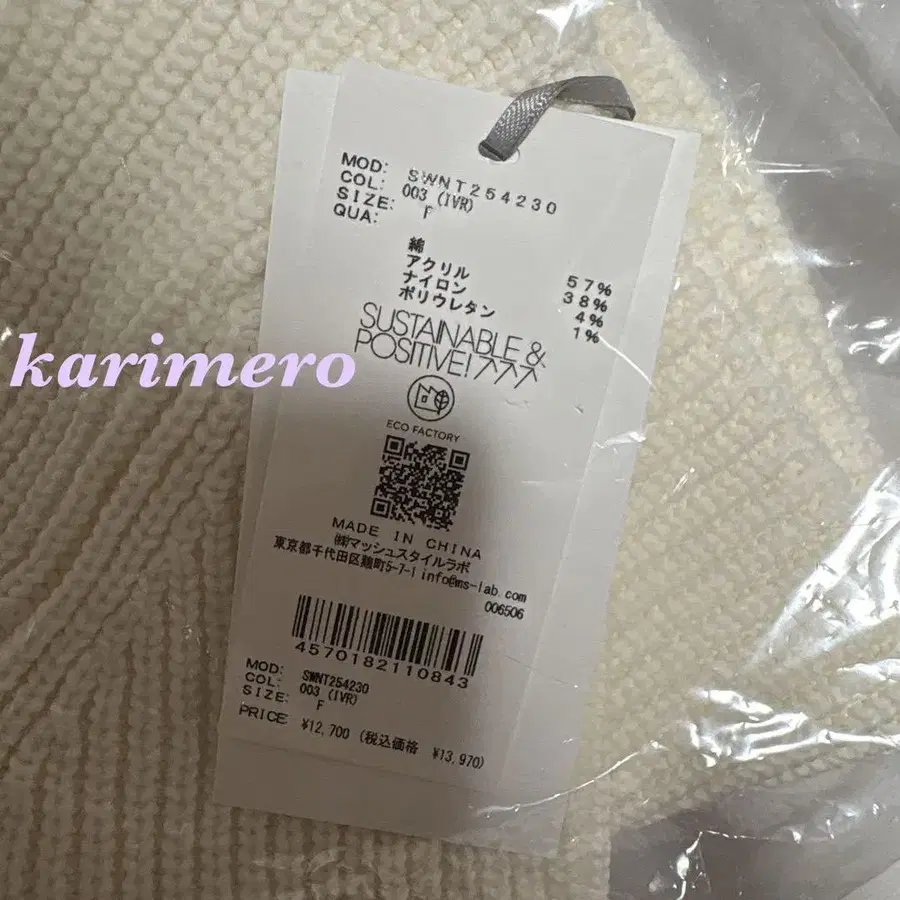 MOD: SWNT254230
COL: 003 (IVR)
SIZE: F
QUA:
綿 57%
アクリル 38%
ナイロン 4%
ポリウレタン 1%
SUSTAINABLE &
POSITIVE!
karimero
ECO FACTORY
MADE IN CHINA
㈱マッシュスタイルラボ
東京都千代田区麹町5-7-1 info@ms-lab.com
006506
4570182110843
MOD: SWNT254230
COL: 003 (IVR)
SIZE: F
PRICE: ¥12,700 (税込価格 ¥13,970)